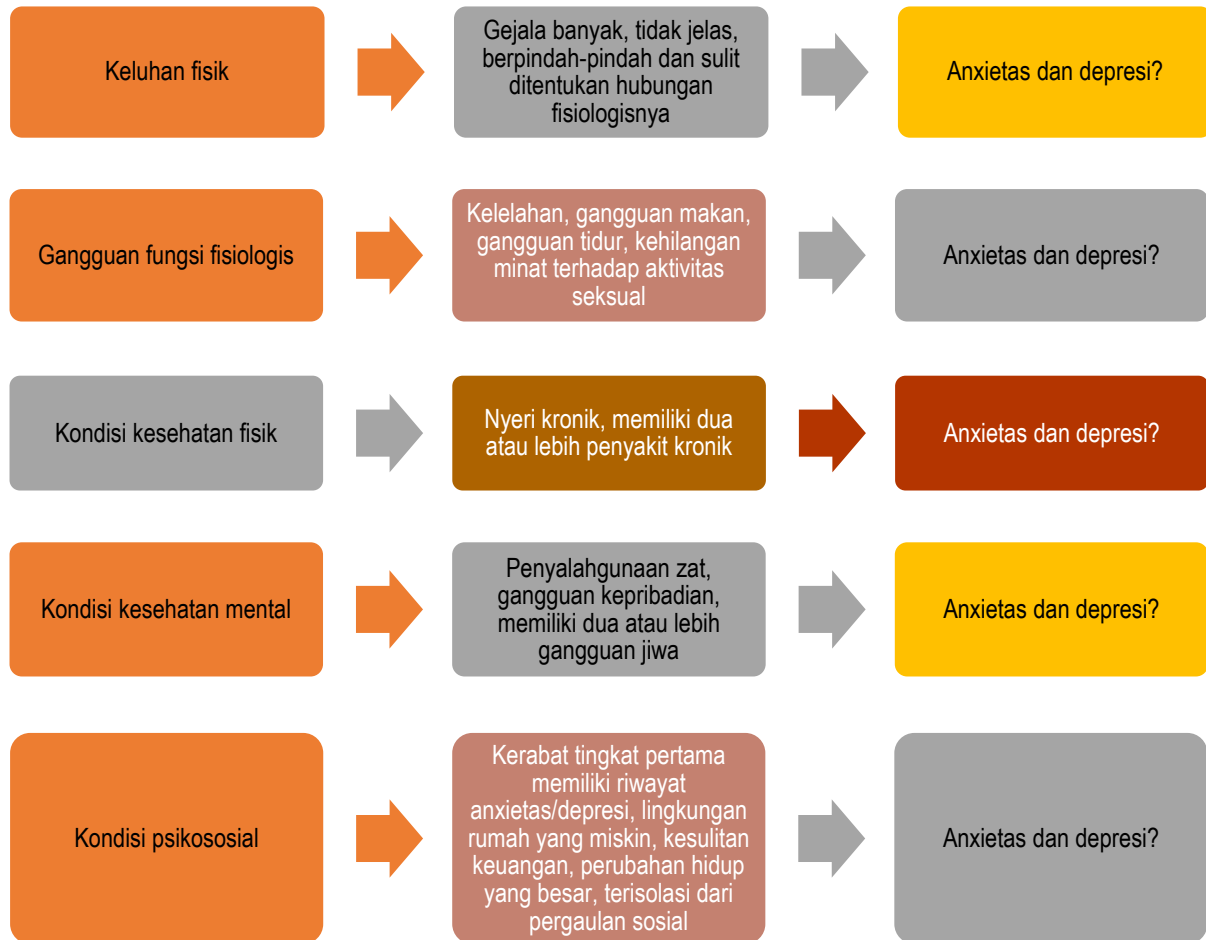 Keluhan fisik
Gejala banyak, tidak jelas,
berpindah-pindah dan sulit
ditentukan hubungan
fisiologisnya
Anxietas dan depresi?
Gangguan fungsi fisiologis
Kelelahan, gangguan makan,
gangguan tidur, kehilangan
minat terhadap aktivitas
seksual
Anxietas dan depresi?
Kondisi kesehatan fisik
Nyeri kronik, memiliki dua
atau lebih penyakit kronik
Anxietas dan depresi?
Kondisi kesehatan mental
Penyalahgunaan zat,
gangguan kepribadian,
memiliki dua atau lebih
gangguan jiwa
Anxietas dan depresi?
Kondisi psikososial
Kerabat tingkat pertama
memiliki riwayat
anxietas/depresi, lingkungan
rumah yang miskin, kesulitan
keuangan, perubahan hidup
yang besar, terisolasi dari
pergaulan sosial
Anxietas dan depresi?